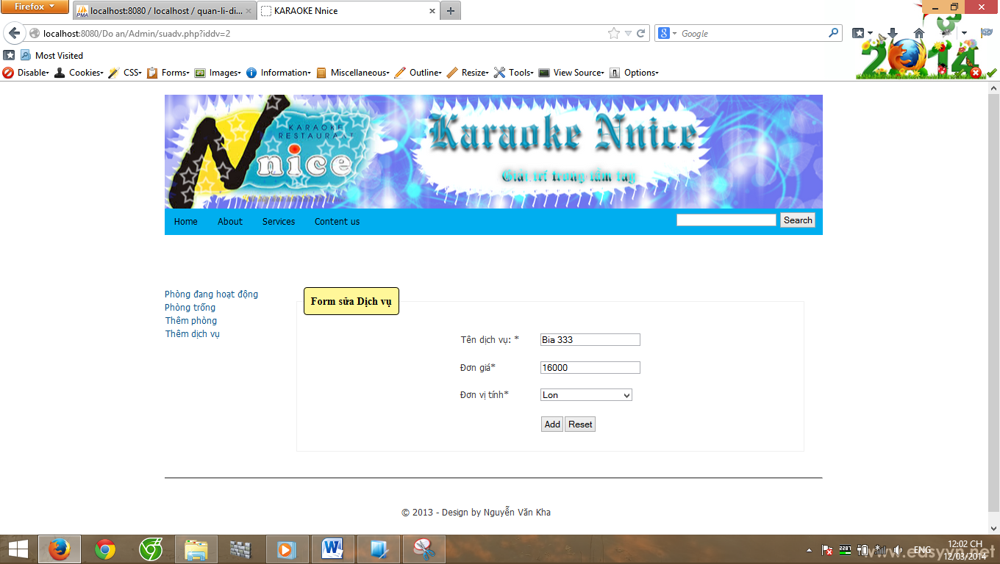 Firefox
localhost:8080 / localhost / quan-li-di...
KARAOKE Nnice
localhost:8080/Do an/Admin/suadv.php?iddv=2
Google
Most Visited
2014
Disable Cookies CSS Forms Images Information Miscellaneous Outline Resize Tools View Source Options
KARAOKE
RESTAURANT
Nnice
Karaoke Nnice
Giải trí trong tầm tay
Home About Services Content us Search
Phòng đang hoạt động
Phòng trống
Thêm phòng
Thêm dịch vụ
Form sửa Dịch vụ
Tên dịch vụ: * Bia 333
Đơn giá* 16000
Đơn vị tính* Lon
Add Reset
© 2013 - Design by Nguyễn Văn Kha
ENG
12:02 CH
12/03/2014
www.easyvn.net